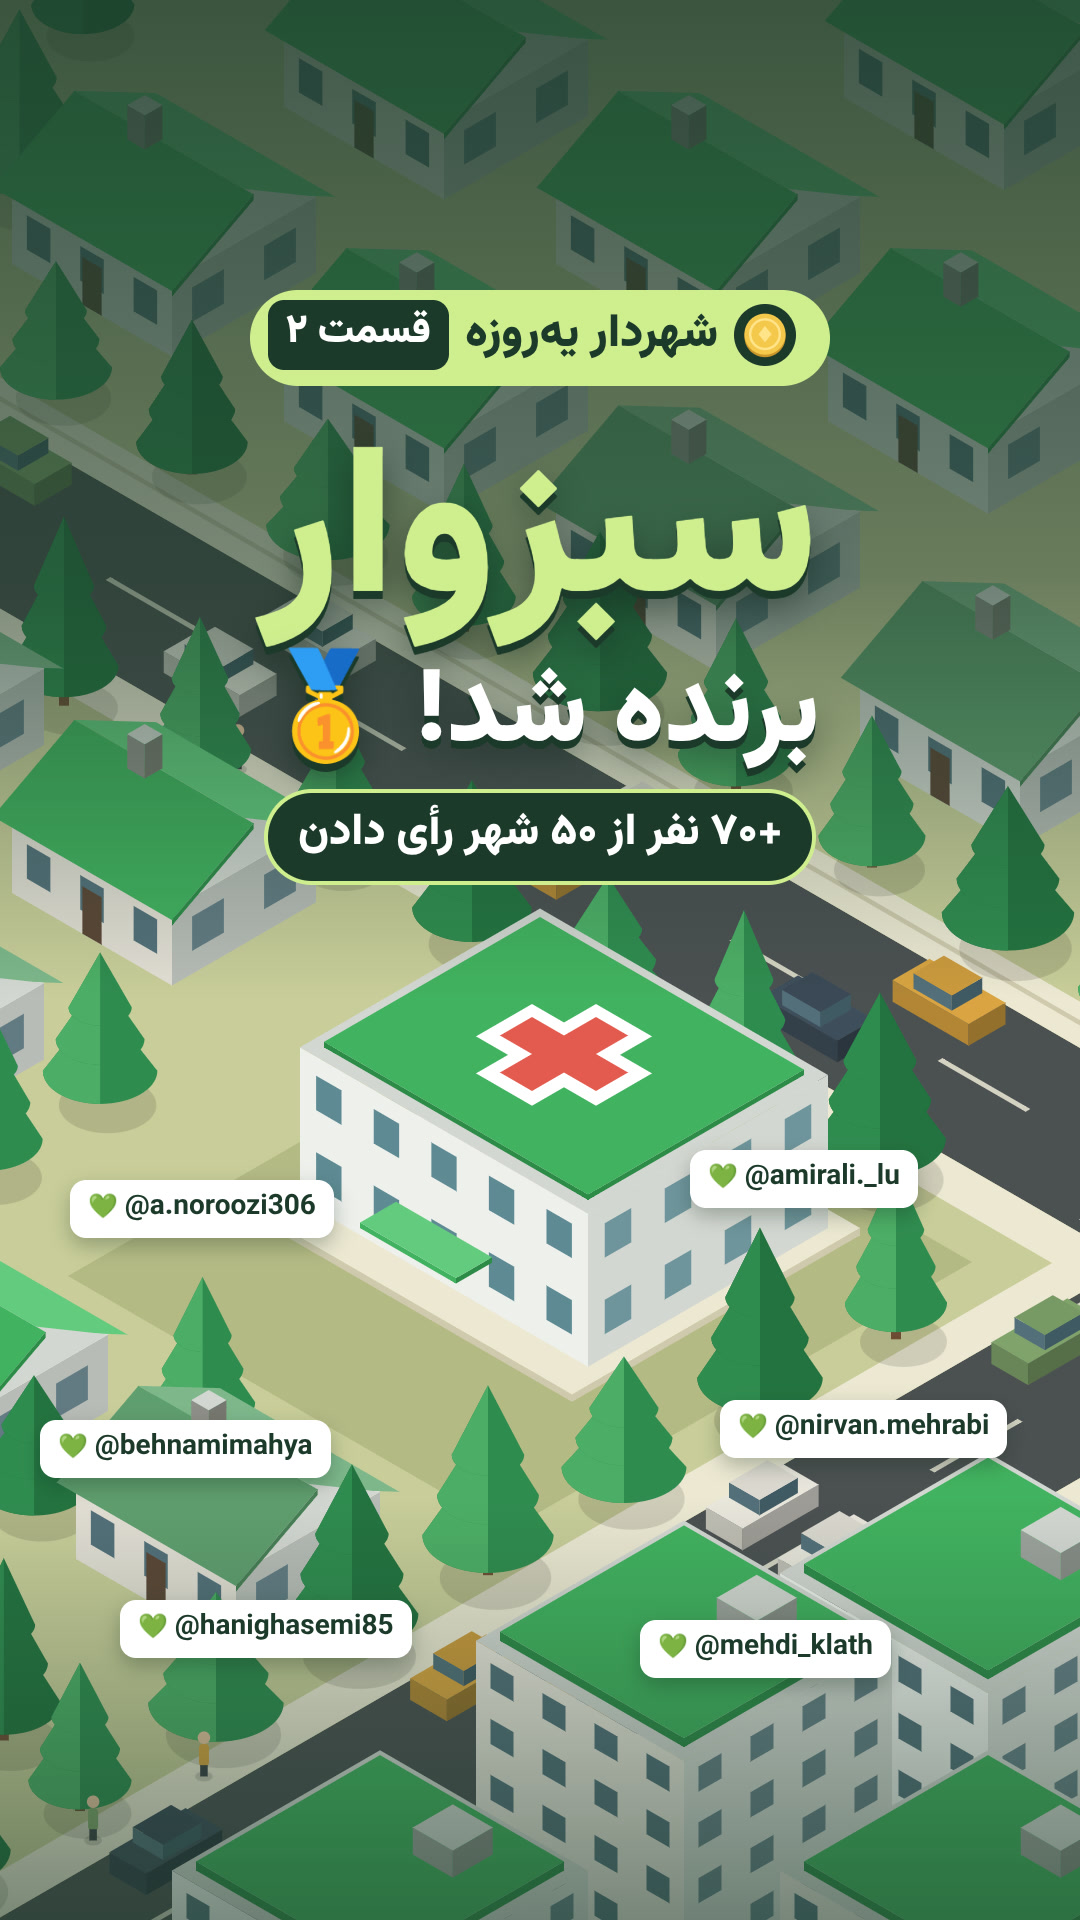 شهردار یه‌روزه قسمت ۲
سبزوار
برنده شد! 🥇
+۷۰ نفر از ۵۰ شهر رأی دادن
💚 @amirali._lu
💚 @a.noroozi306
💚 @nirvan.mehrabi
💚 @behnamimahya
💚 @hanighasemi85
💚 @mehdi_klath